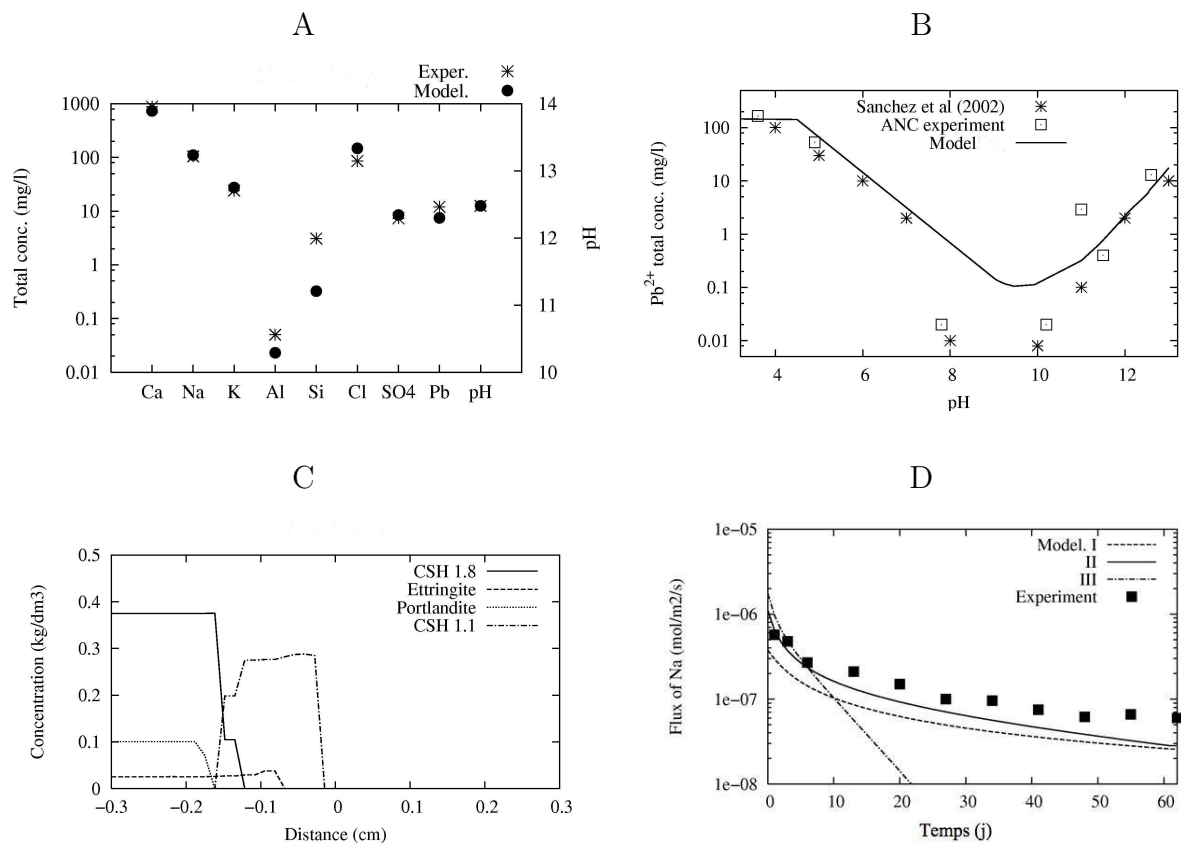 A
Exper.
Model.
1000
100
10
1
0.1
0.01
14
13
12
11
10
Total conc. (mg/l)
pH
Ca Na K Al Si Cl SO4 Pb pH
B
Sanchez et al (2002)
ANC experiment
Model
100
10
1
0.1
0.01
Pb2+ total conc. (mg/l)
4 6 8 10 12
pH
C
CSH 1.8
Ettringite
Portlandite
CSH 1.1
0.5
0.4
0.3
0.2
0.1
0
Concentration (kg/dm3)
−0.3 −0.2 −0.1 0 0.1 0.2 0.3
Distance (cm)
D
Model. I
II
III
Experiment
1e-05
1e-06
1e-07
1e-08
Flux of Na (mol/m2/s)
0 10 20 30 40 50 60
Temps (j)